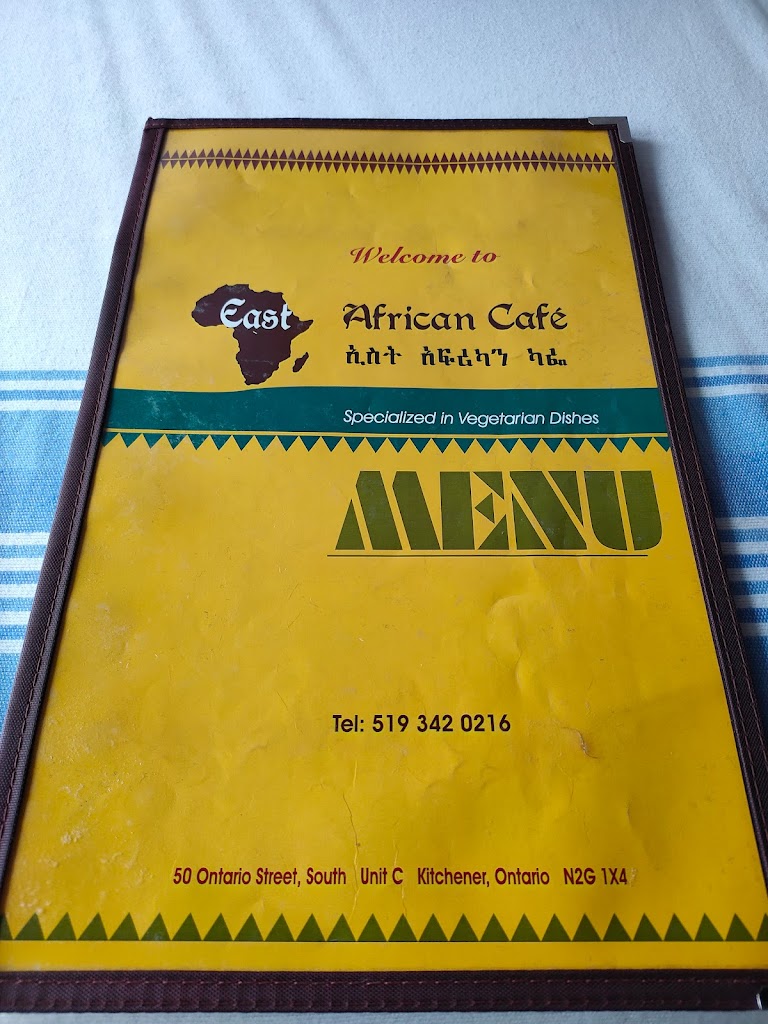 Welcome to
East African Café
ኢስት አፍሪካን ካፌ
Specialized in Vegetarian Dishes
MENU
Tel: 519 342 0216
50 Ontario Street, South Unit C Kitchener, Ontario N2G 1X4